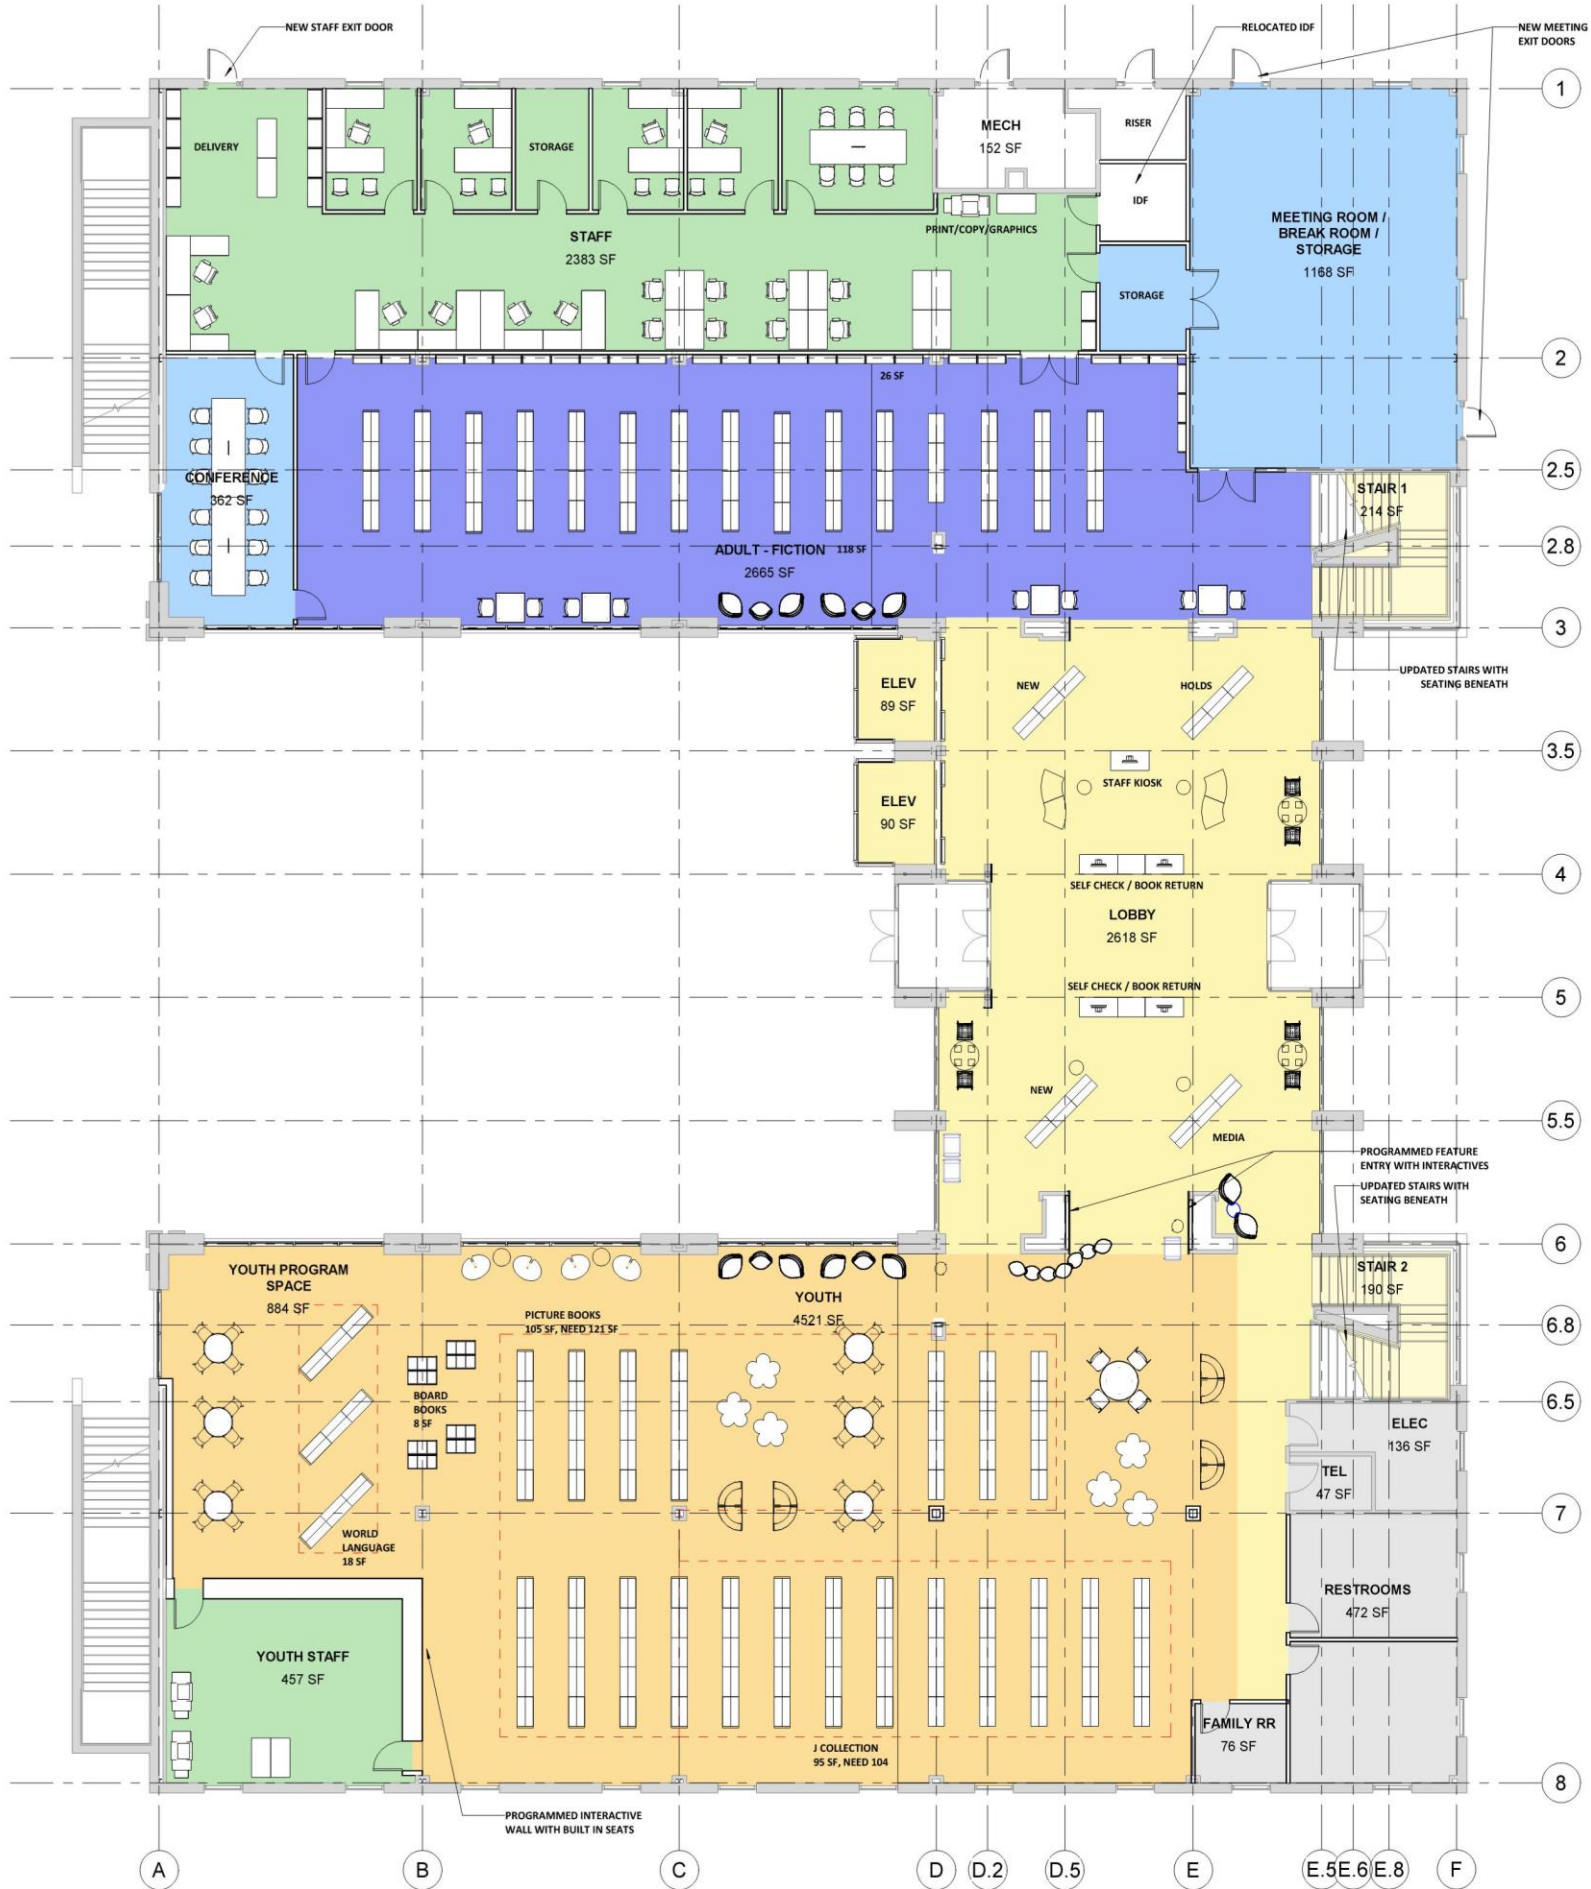 NEW STAFF EXIT DOOR
RELOCATED IDF
NEW MEETING
EXIT DOORS
1
DELIVERY
STORAGE
MECH
152 SF
RISER
IDF
PRINT/COPY/GRAPHICS
STAFF
2383 SF
MEETING ROOM /
BREAK ROOM /
STORAGE
1168 SF
STORAGE
2
26 SF
CONFERENCE
362 SF
2.5
STAIR 1
214 SF
ADULT - FICTION
118 SF
2665 SF
2.8
3
UPDATED STAIRS WITH
SEATING BENEATH
ELEV
89 SF
NEW
HOLDS
3.5
STAFF KIOSK
ELEV
90 SF
4
SELF CHECK / BOOK RETURN
LOBBY
2618 SF
SELF CHECK / BOOK RETURN
5
NEW
5.5
MEDIA
PROGRAMMED FEATURE
ENTRY WITH INTERACTIVES
UPDATED STAIRS WITH
SEATING BENEATH
6
YOUTH PROGRAM
SPACE
884 SF
STAIR 2
190 SF
YOUTH
4521 SF
PICTURE BOOKS
105 SF, NEED 121 SF
6.8
BOARD
BOOKS
8 SF
6.5
ELEC
136 SF
TEL
47 SF
7
WORLD
LANGUAGE
18 SF
RESTROOMS
472 SF
YOUTH STAFF
457 SF
FAMILY RR
76 SF
J COLLECTION
95 SF, NEED 104
8
PROGRAMMED INTERACTIVE
WALL WITH BUILT IN SEATS
A
B
C
D
D.2
D.5
E
E.5
E.6
E.8
F